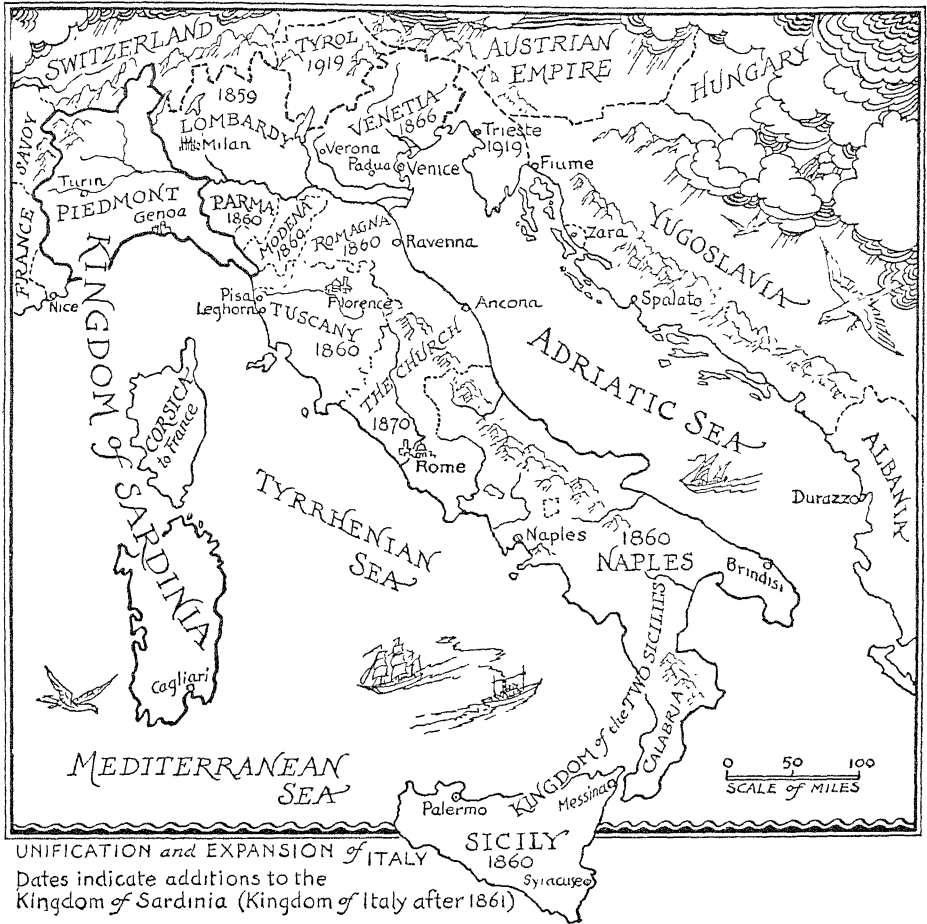 SWITZERLAND
TYROL
1919
AUSTRIAN
EMPIRE
HUNGARY
1859
LOMBARDY
Milan
VENETIA
1866
Verona
Padua
Venice
Trieste
1919
Fiume
SAVOY
FRANCE
Turin
PIEDMONT
Genoa
Nice
PARMA
1860
MODENA
1860
ROMAGNA
1860
Ravenna
Zara
YUGOSLAVIA
Spalato
Pisa
Leghorn
Florence
TUSCANY
1860
Ancona
THE CHURCH
1870
Rome
ADRIATIC SEA
KINGDOM of SARDINIA
CORSICA
to France
Cagliari
TYRRHENIAN
SEA
Naples
1860
NAPLES
Brindisi
Durazzo
ALBANIA
KINGDOM of the TWO SICILIES
CALABRIA
MEDITERRANEAN
SEA
Palermo
Messina
SICILY
1860
Syracuse
0 50 100
SCALE of MILES
UNIFICATION and EXPANSION of ITALY
Dates indicate additions to the
Kingdom of Sardinia (Kingdom of Italy after 1861)